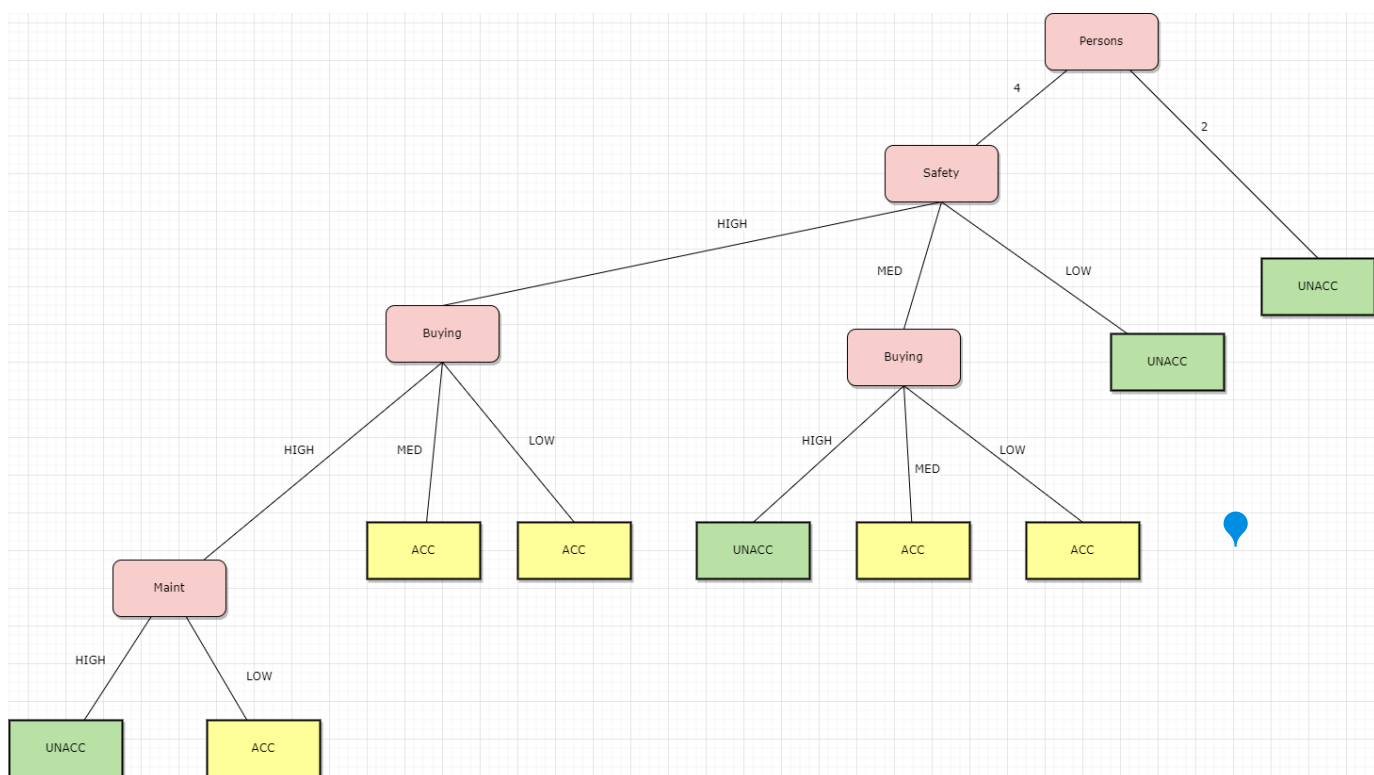 Persons
4
2
Safety
HIGH
MED
LOW
UNACC
Buying
Buying
UNACC
HIGH
MED
LOW
HIGH
MED
LOW
ACC
ACC
UNACC
ACC
ACC
Maint
HIGH
LOW
UNACC
ACC